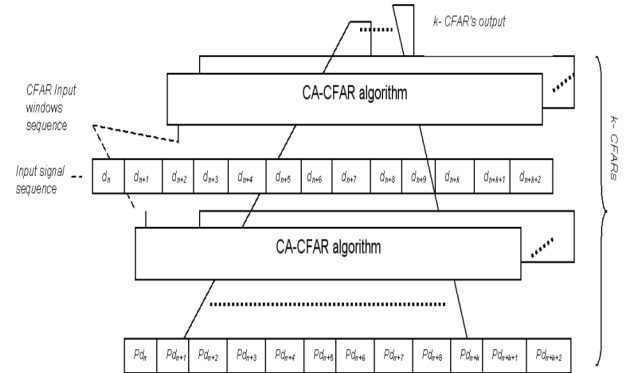 k- CFAR's output
CA-CFAR algorithm
CFAR Input
windows
sequence
k- CFARs
Input signal
sequence
dn dn+1 dn+2 dn+3 dn+4 dn+5 dn+6 dn+7 dn+8 dn+9 dn+k dn+k+1 dn+k+2
CA-CFAR algorithm
Pdn Pdn+1 Pdn+2 Pdn+3 Pdn+4 Pdn+5 Pdn+6 Pdn+7 Pdn+8 Pdn+k Pdn+k+1 Pdn+k+2